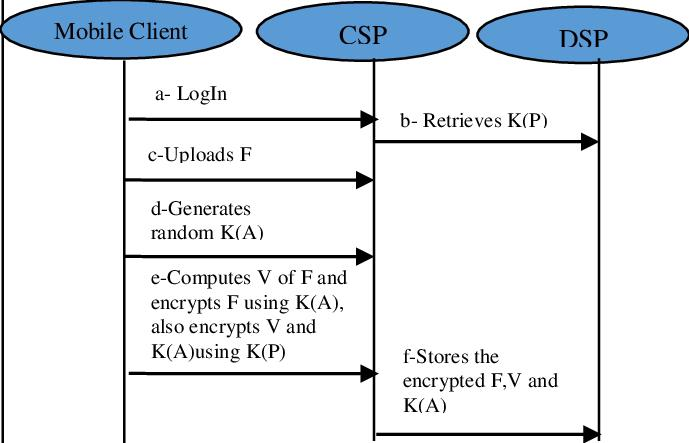 Mobile Client
CSP
DSP
a- LogIn
b- Retrieves K(P)
c-Uploads F
d-Generates
random K(A)
e-Computes V of F and
encrypts F using K(A),
also encrypts V and
K(A)using K(P)
f-Stores the
encrypted F,V and
K(A)